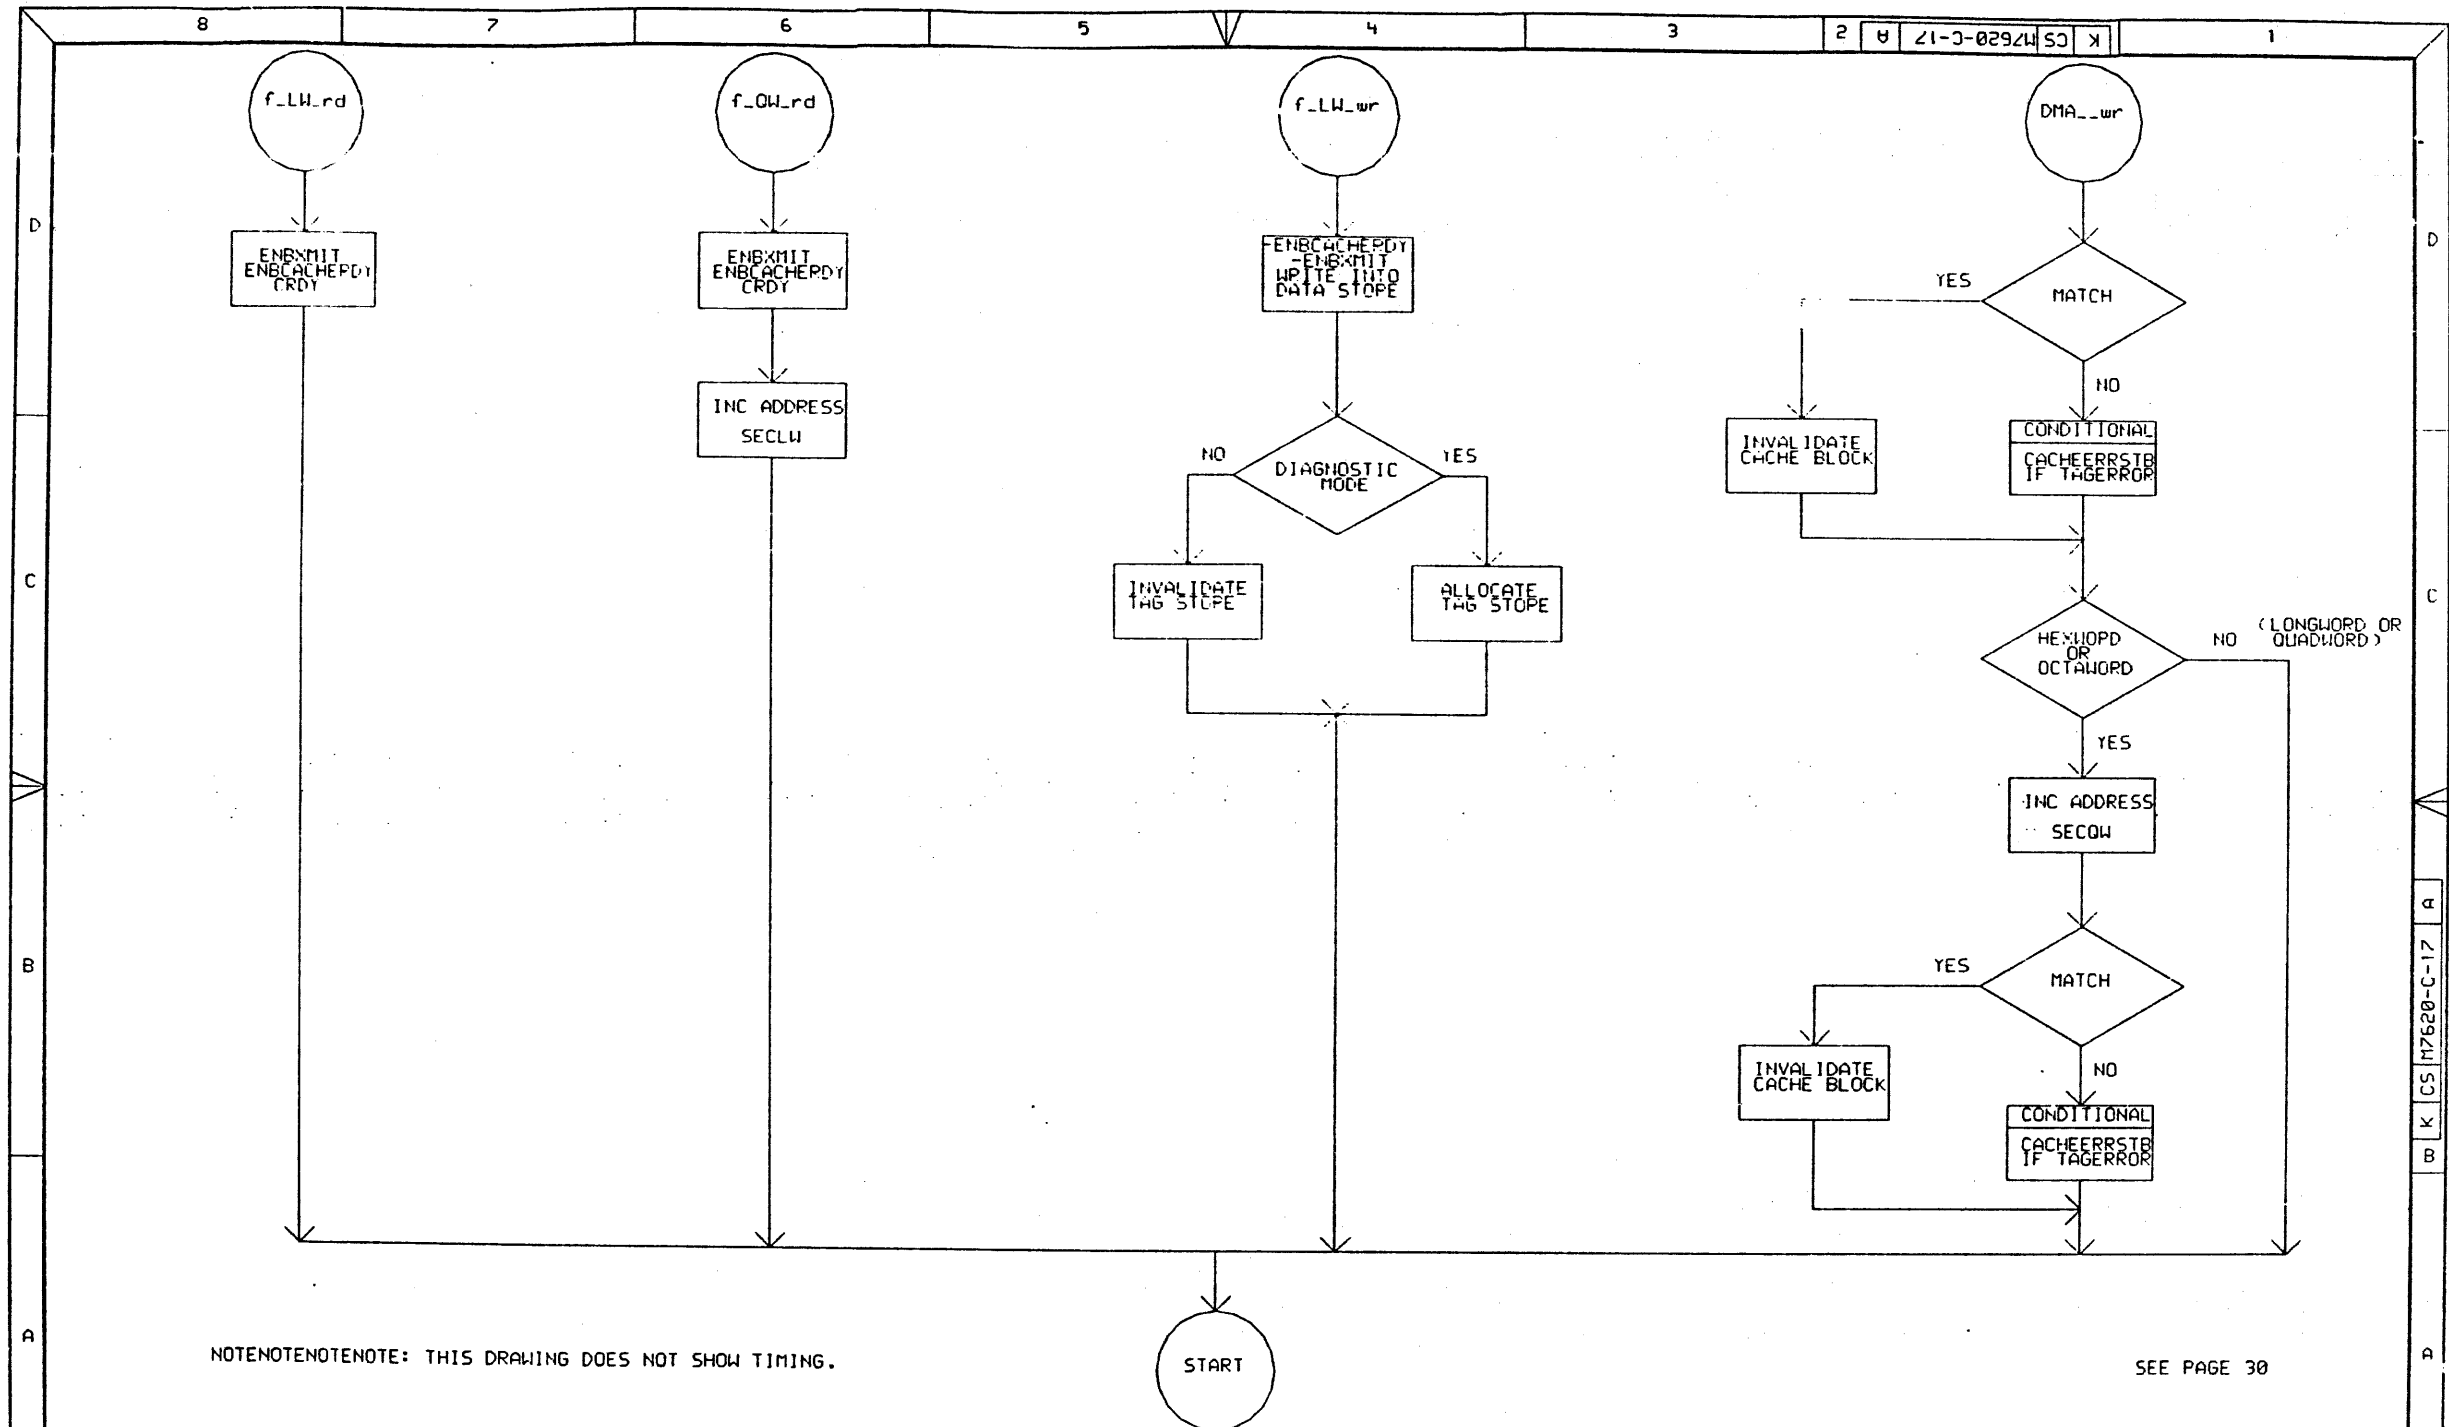 8 7 6 5 4 3 2 1
A M7620-C-17 CS K
f_LW_rd
ENBXMIT
ENBCACHERDY
CRDY
f_QW_rd
ENBXMIT
ENBCACHERDY
CRDY
INC ADDRESS
SECLW
f_LW_wr
-ENBCACHERDY
-ENBXMIT
WRITE INTO
DATA STORE
DIAGNOSTIC
MODE
NO
YES
INVALIDATE
TAG STORE
ALLOCATE
TAG STORE
DMA__wr
MATCH
YES
NO
INVALIDATE
CACHE BLOCK
CONDITIONAL
CACHEERRSTB
IF TAGERROR
HEXWORD
OR
OCTAWORD
NO
(LONGWORD OR
QUADWORD)
YES
INC ADDRESS
SECQW
MATCH
YES
NO
INVALIDATE
CACHE BLOCK
CONDITIONAL
CACHEERRSTB
IF TAGERROR
START
NOTENOTENOTENOTE: THIS DRAWING DOES NOT SHOW TIMING.
SEE PAGE 30
D
C
B
A
D
C
K CS M7620-C-17 A
B
A